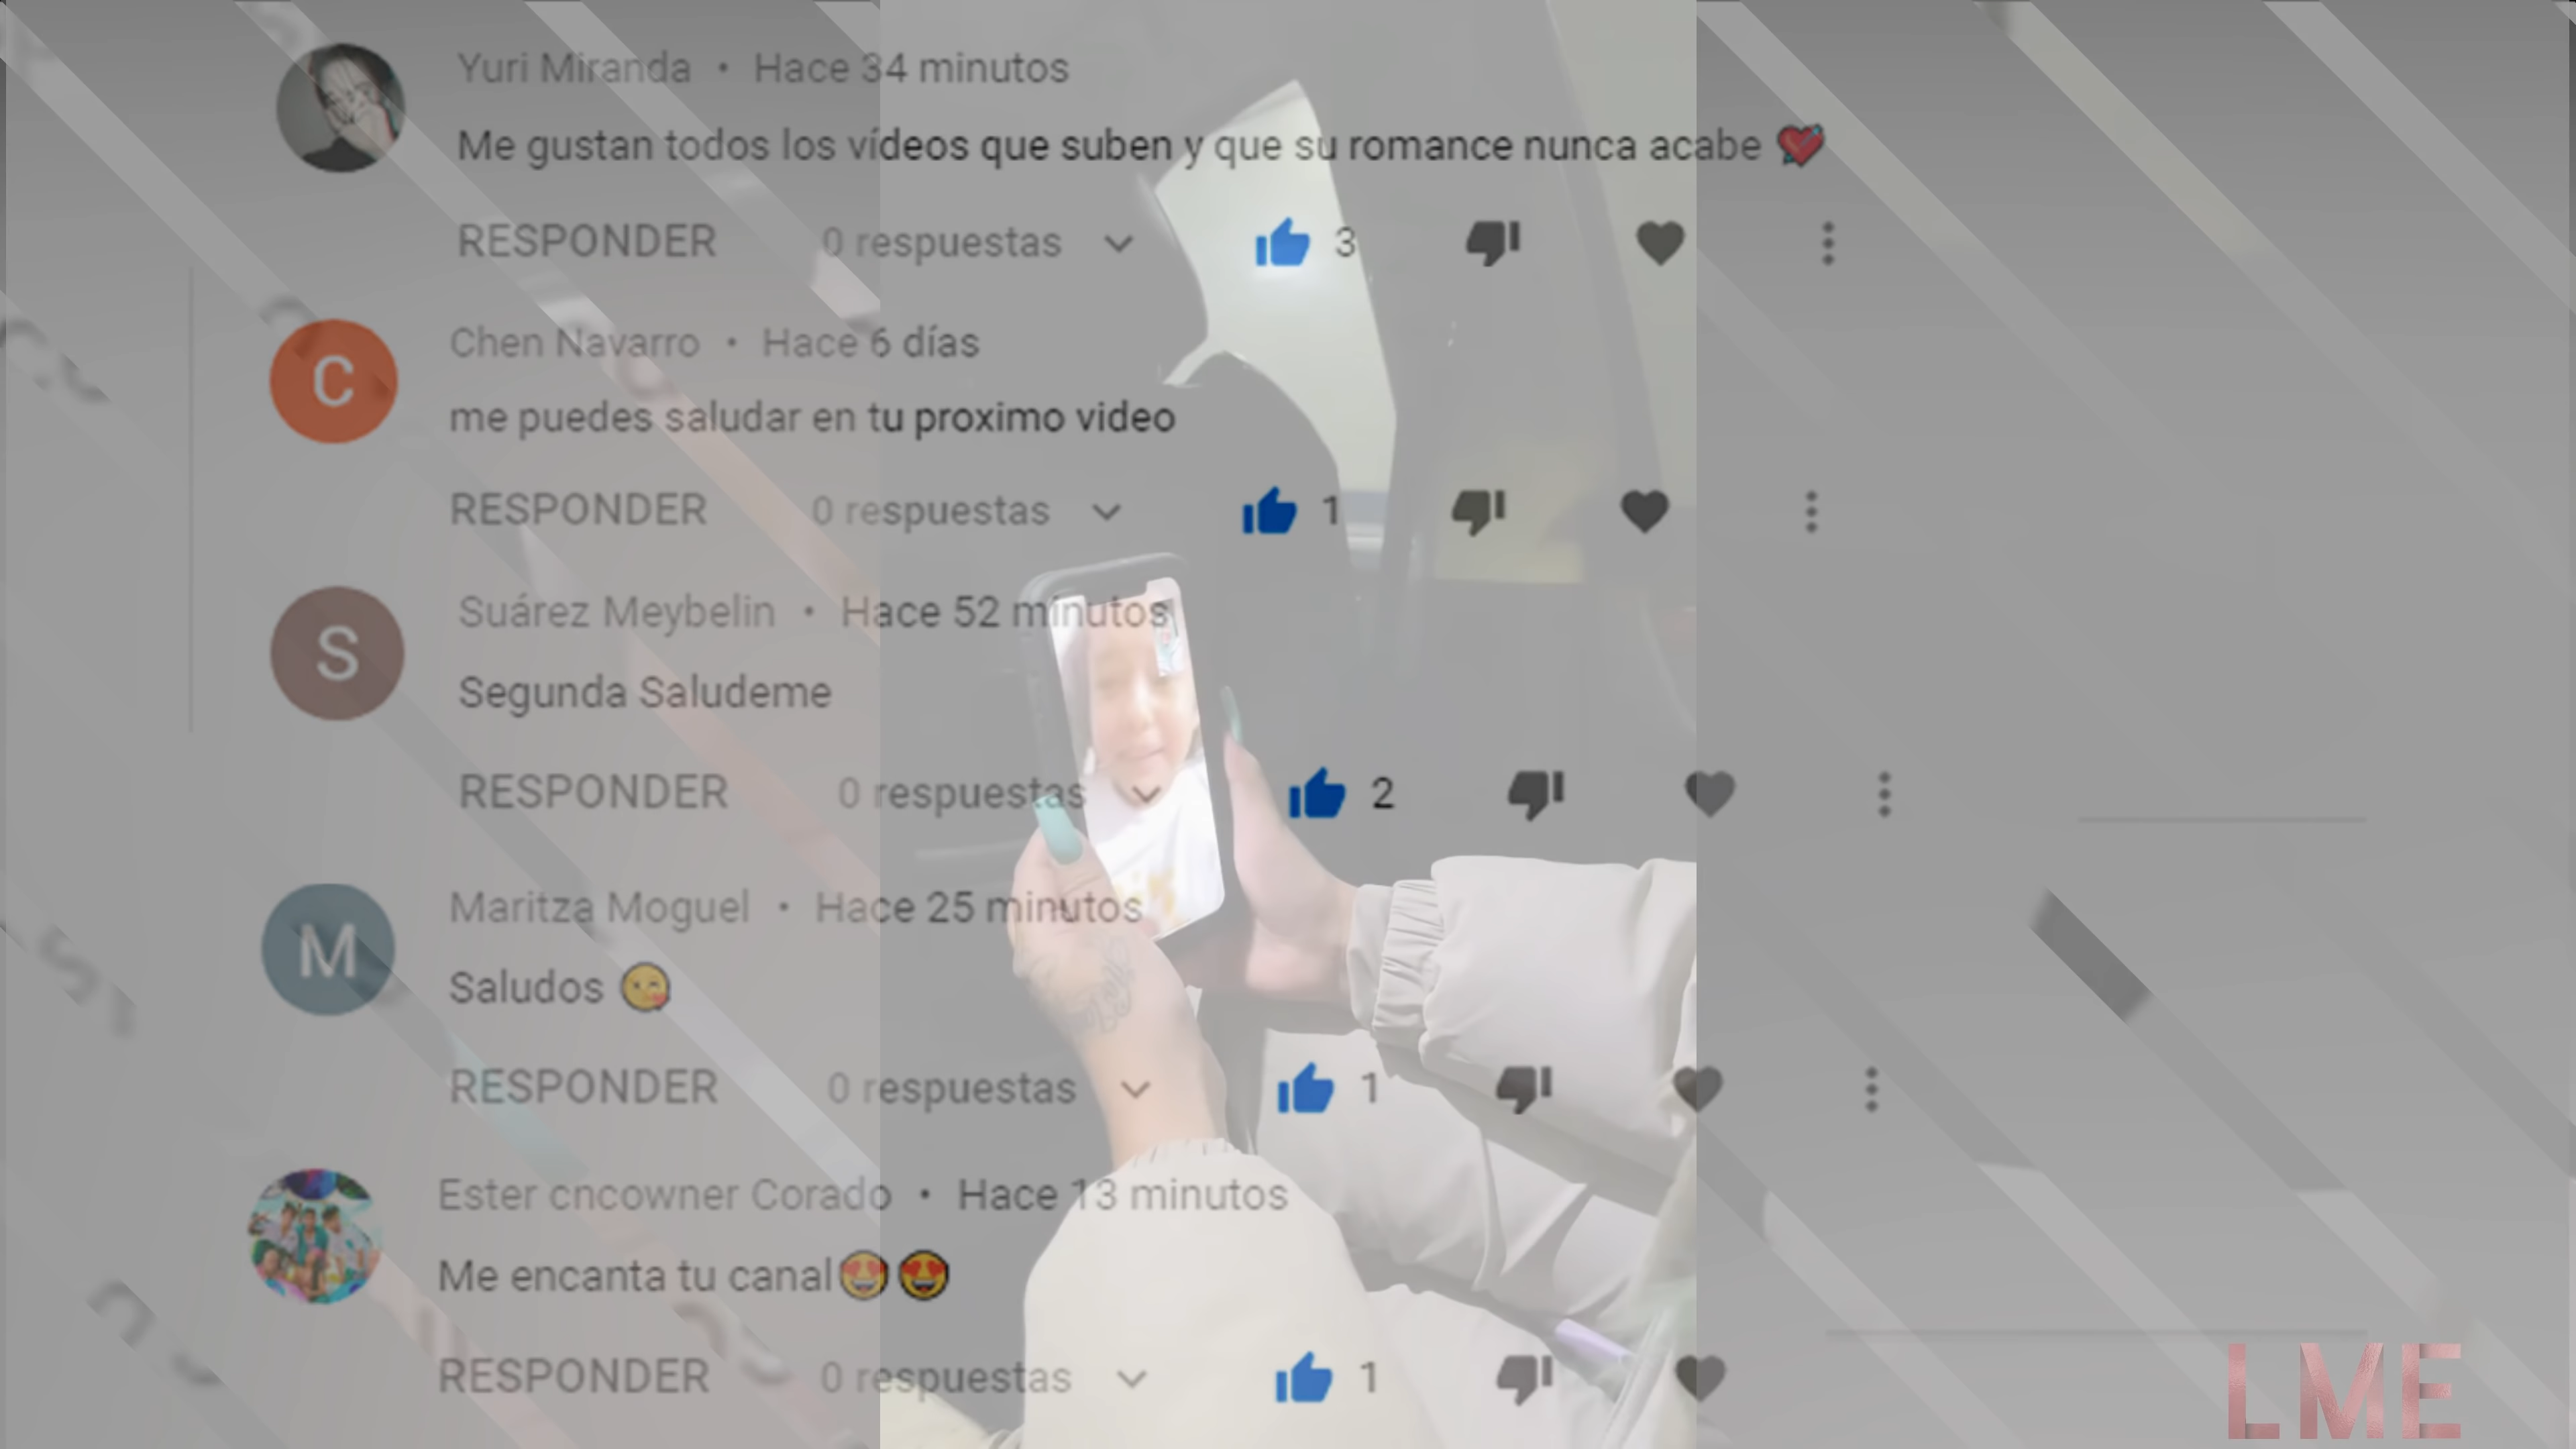 Yuri Miranda • Hace 34 minutos
Me gustan todos los vídeos que suben y que su romance nunca acabe 💘
RESPONDER 0 respuestas 3
C
Chen Navarro • Hace 6 días
me puedes saludar en tu proximo video
RESPONDER 0 respuestas 1
S
Suárez Meybelin • Hace 52 minutos
Segunda Saludeme
RESPONDER 0 respuestas 2
M
Maritza Moguel • Hace 25 minutos
Saludos 😘
RESPONDER 0 respuestas 1
Ester cncowner Corado • Hace 13 minutos
Me encanta tu canal😍😍
RESPONDER 0 respuestas 1
LME